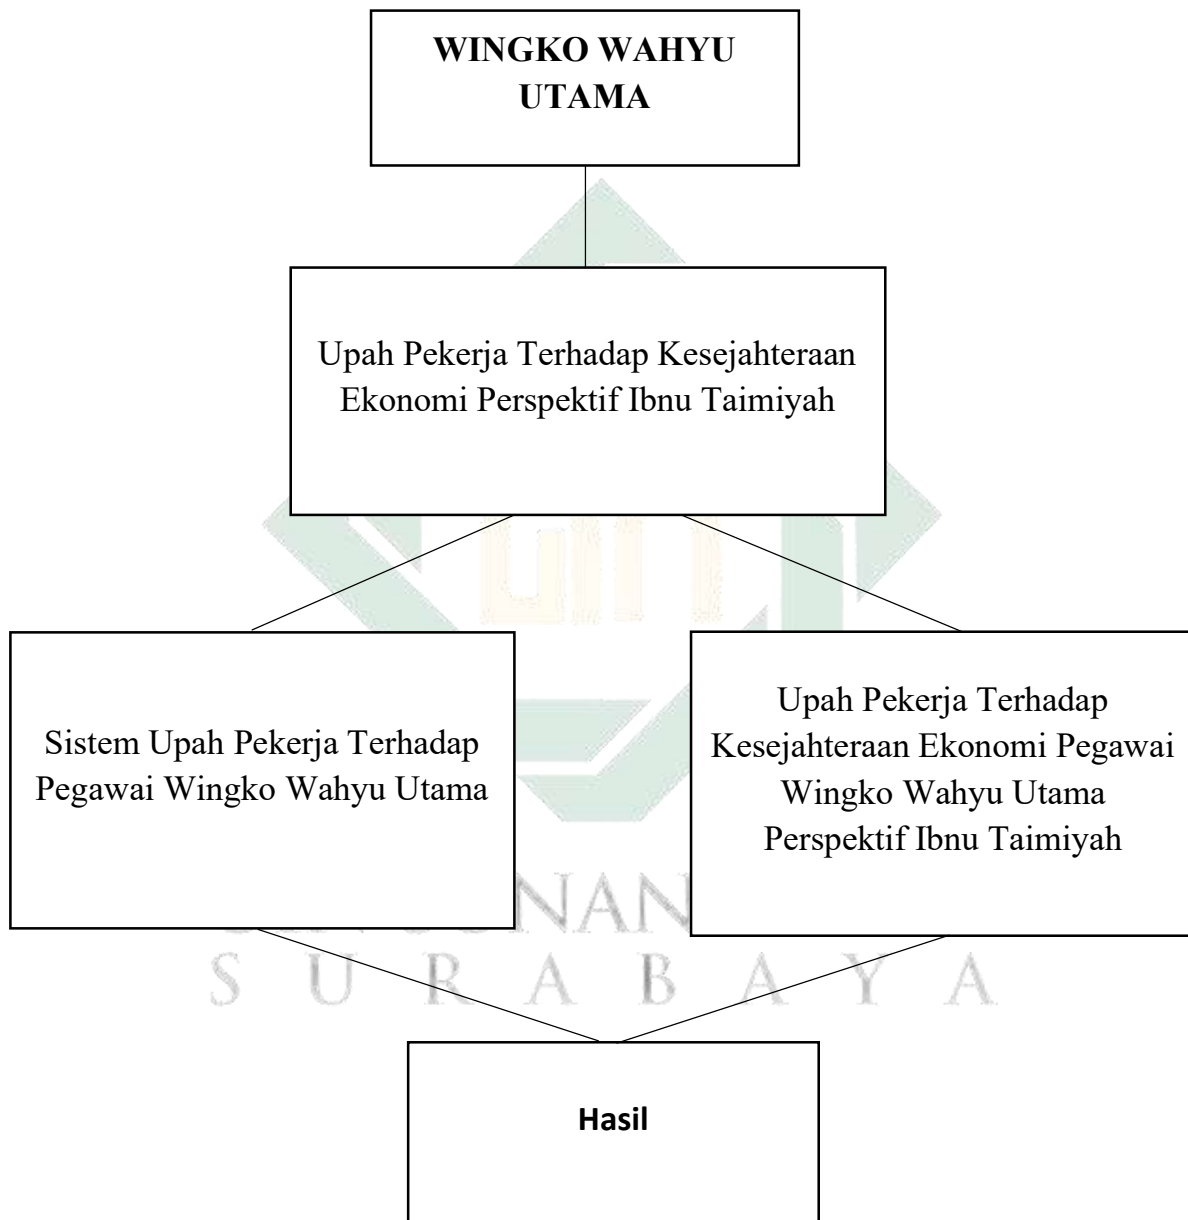 WINGKO WAHYU
UTAMA
Upah Pekerja Terhadap Kesejahteraan
Ekonomi Perspektif Ibnu Taimiyah
Sistem Upah Pekerja Terhadap
Pegawai Wingko Wahyu Utama
Upah Pekerja Terhadap
Kesejahteraan Ekonomi Pegawai
Wingko Wahyu Utama
Perspektif Ibnu Taimiyah
SURABAYA
Hasil